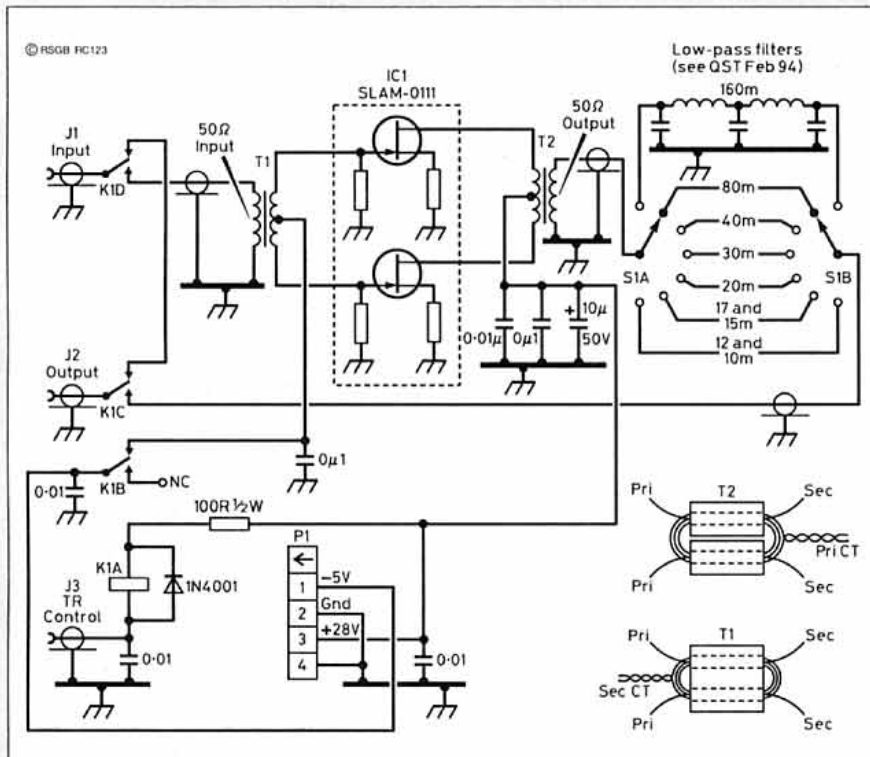 © RSGB RC123
Low-pass filters
(see QST Feb 94)
160m
IC1
SLAM-0111
J1
Input
K1D
50Ω
Input
T1
50Ω
Output
T2
80m
40m
30m
20m
17 and
15m
12 and
10m
S1A
S1B
J2
Output
K1C
0·01µ
0µ1
+
10µ
50V
K1B
NC
0·01
0µ1
100R ½W
P1
←
1
-5V
2
Gnd
3
+28V
4
K1A
1N4001
J3
TR
Control
0·01
0·01
Pri
T2
Sec
Pri CT
Pri
Sec
Pri
T1
Sec
Sec CT
Pri
Sec